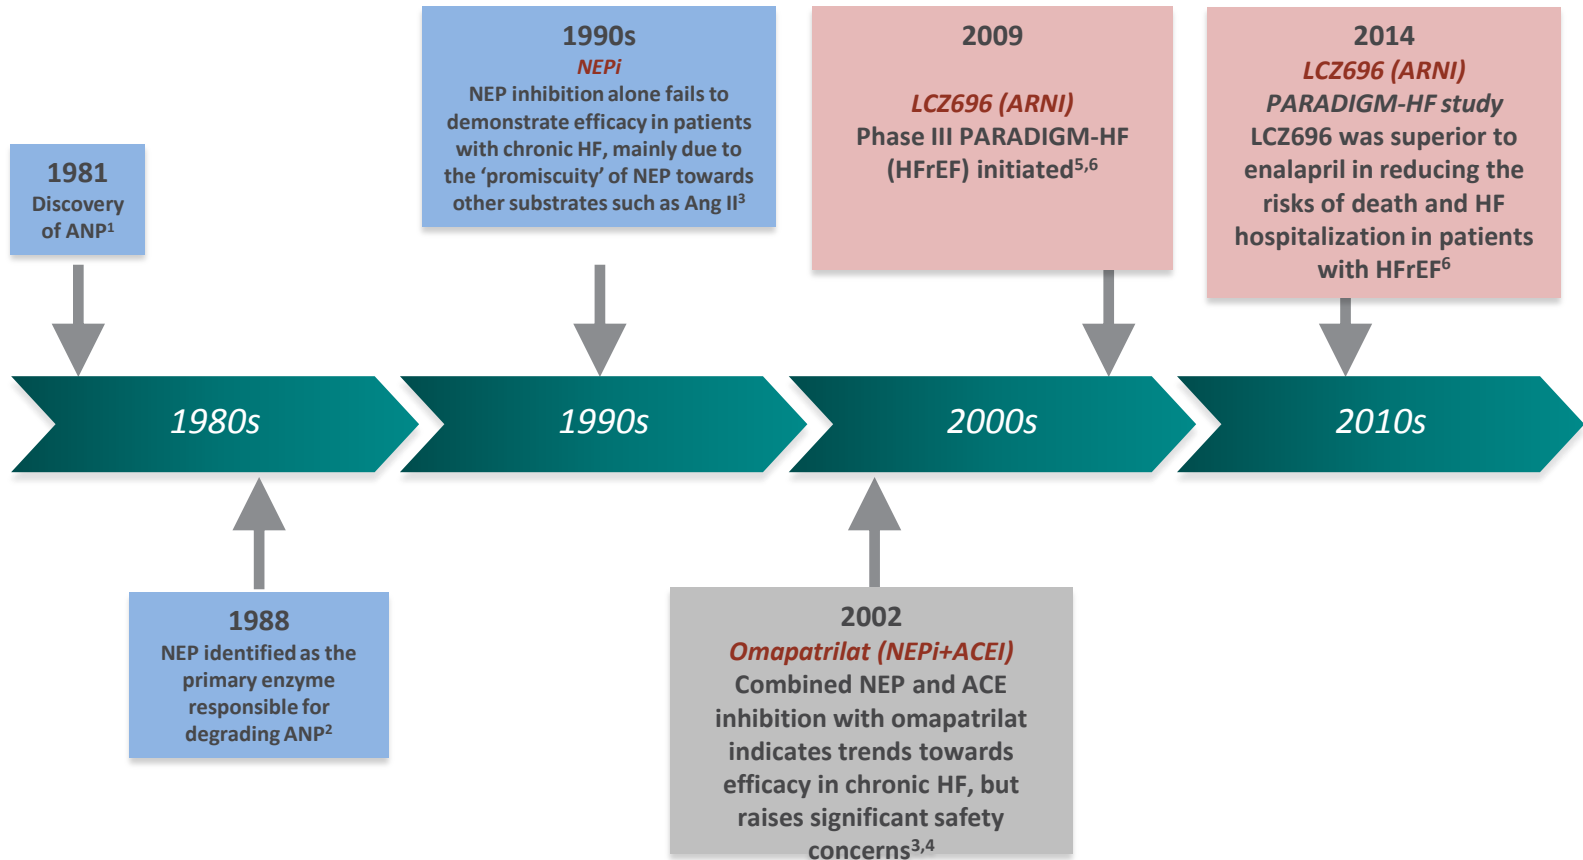 1981
Discovery
of ANP¹
1990s
NEPi
NEP inhibition alone fails to
demonstrate efficacy in patients
with chronic HF, mainly due to
the ‘promiscuity’ of NEP towards
other substrates such as Ang II³
2009
LCZ696 (ARNI)
Phase III PARADIGM-HF
(HFrEF) initiated⁵,⁶
2014
LCZ696 (ARNI)
PARADIGM-HF study
LCZ696 was superior to
enalapril in reducing the
risks of death and HF
hospitalization in patients
with HFrEF⁶
1980s
1990s
2000s
2010s
1988
NEP identified as the
primary enzyme
responsible for
degrading ANP²
2002
Omapatrilat (NEPi+ACEI)
Combined NEP and ACE
inhibition with omapatrilat
indicates trends towards
efficacy in chronic HF, but
raises significant safety
concerns³,⁴